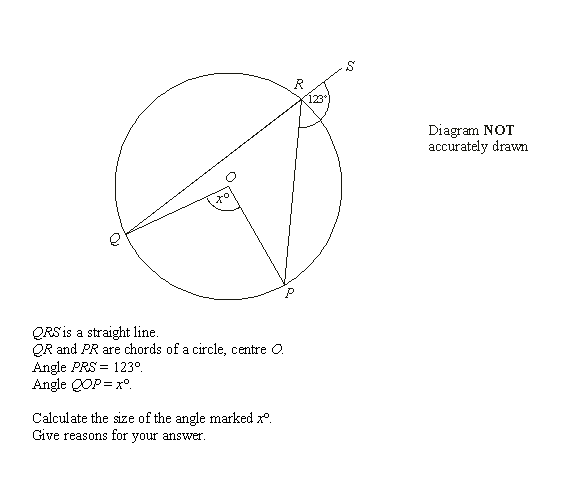 S
R
123°
Diagram NOT
accurately drawn
O
x°
Q
P
QRS is a straight line.
QR and PR are chords of a circle, centre O.
Angle PRS = 123°.
Angle QOP = x°.
Calculate the size of the angle marked x°.
Give reasons for your answer.